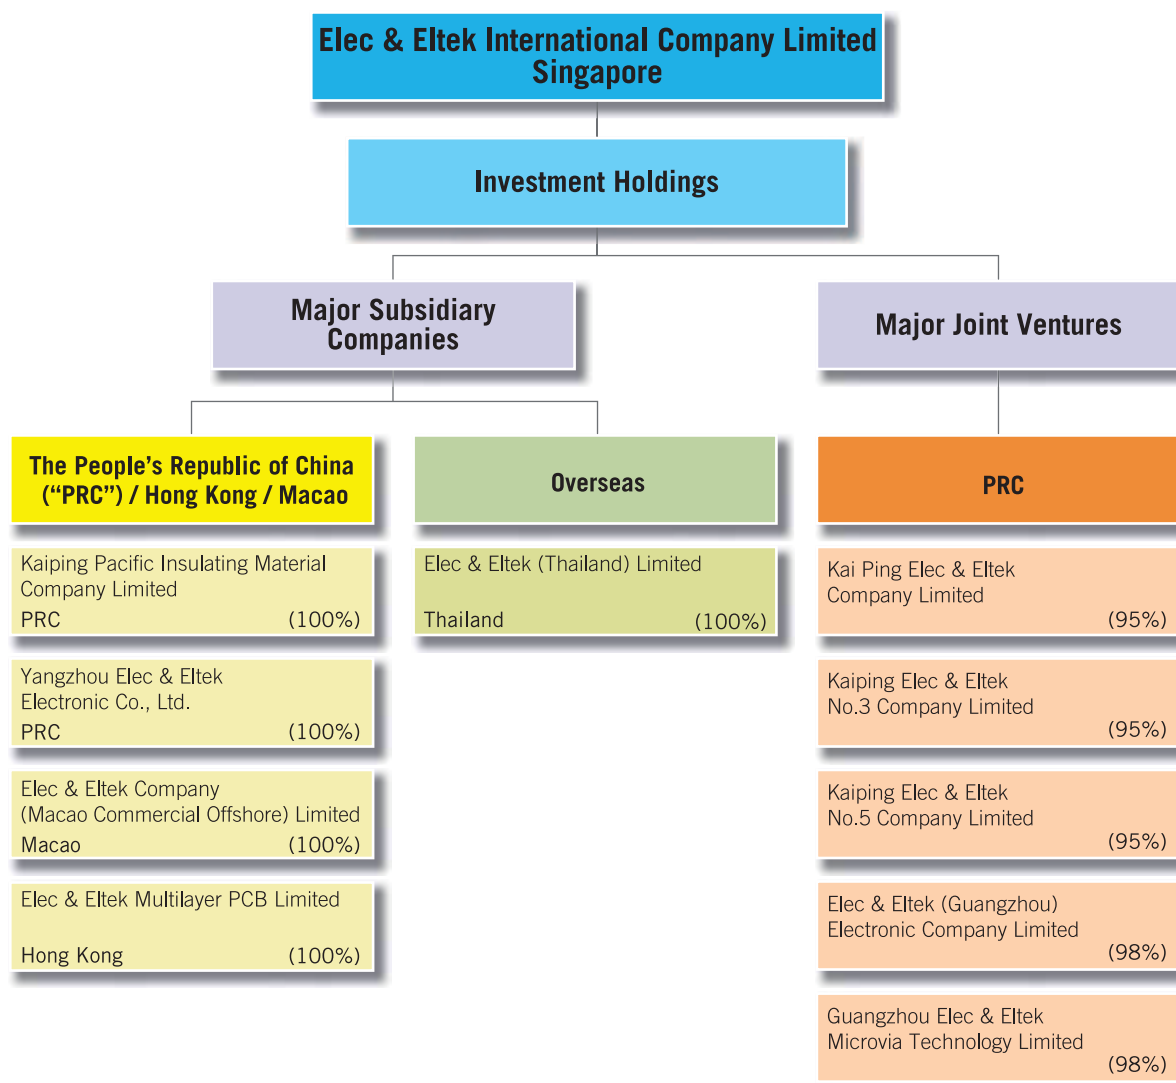 Elec & Eltek International Company Limited
Singapore
Investment Holdings
Major Subsidiary
Companies
Major Joint Ventures
The People’s Republic of China
(“PRC”) / Hong Kong / Macao
Overseas
PRC
Kaiping Pacific Insulating Material
Company Limited
PRC (100%)
Yangzhou Elec & Eltek
Electronic Co., Ltd.
PRC (100%)
Elec & Eltek Company
(Macao Commercial Offshore) Limited
Macao (100%)
Elec & Eltek Multilayer PCB Limited
Hong Kong (100%)
Elec & Eltek (Thailand) Limited
Thailand (100%)
Kai Ping Elec & Eltek
Company Limited
(95%)
Kaiping Elec & Eltek
No.3 Company Limited
(95%)
Kaiping Elec & Eltek
No.5 Company Limited
(95%)
Elec & Eltek (Guangzhou)
Electronic Company Limited
(98%)
Guangzhou Elec & Eltek
Microvia Technology Limited
(98%)